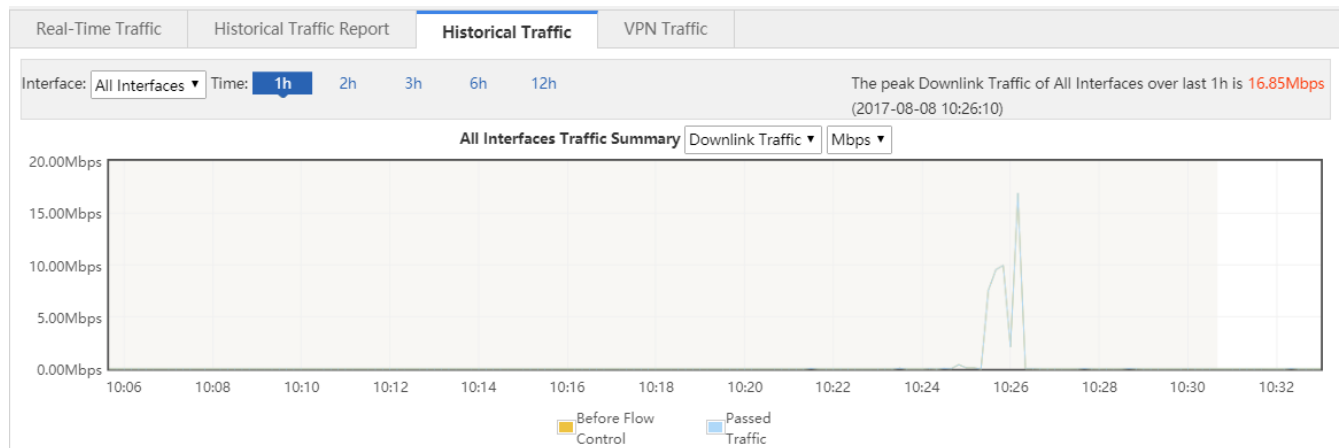 Real-Time Traffic Historical Traffic Report Historical Traffic VPN Traffic
Interface: All Interfaces Time: 1h 2h 3h 6h 12h The peak Downlink Traffic of All Interfaces over last 1h is 16.85Mbps
(2017-08-08 10:26:10)
All Interfaces Traffic Summary Downlink Traffic Mbps
20.00Mbps
15.00Mbps
10.00Mbps
5.00Mbps
0.00Mbps
10:06 10:08 10:10 10:12 10:14 10:16 10:18 10:20 10:22 10:24 10:26 10:28 10:30 10:32
Before Flow Passed
Control Traffic